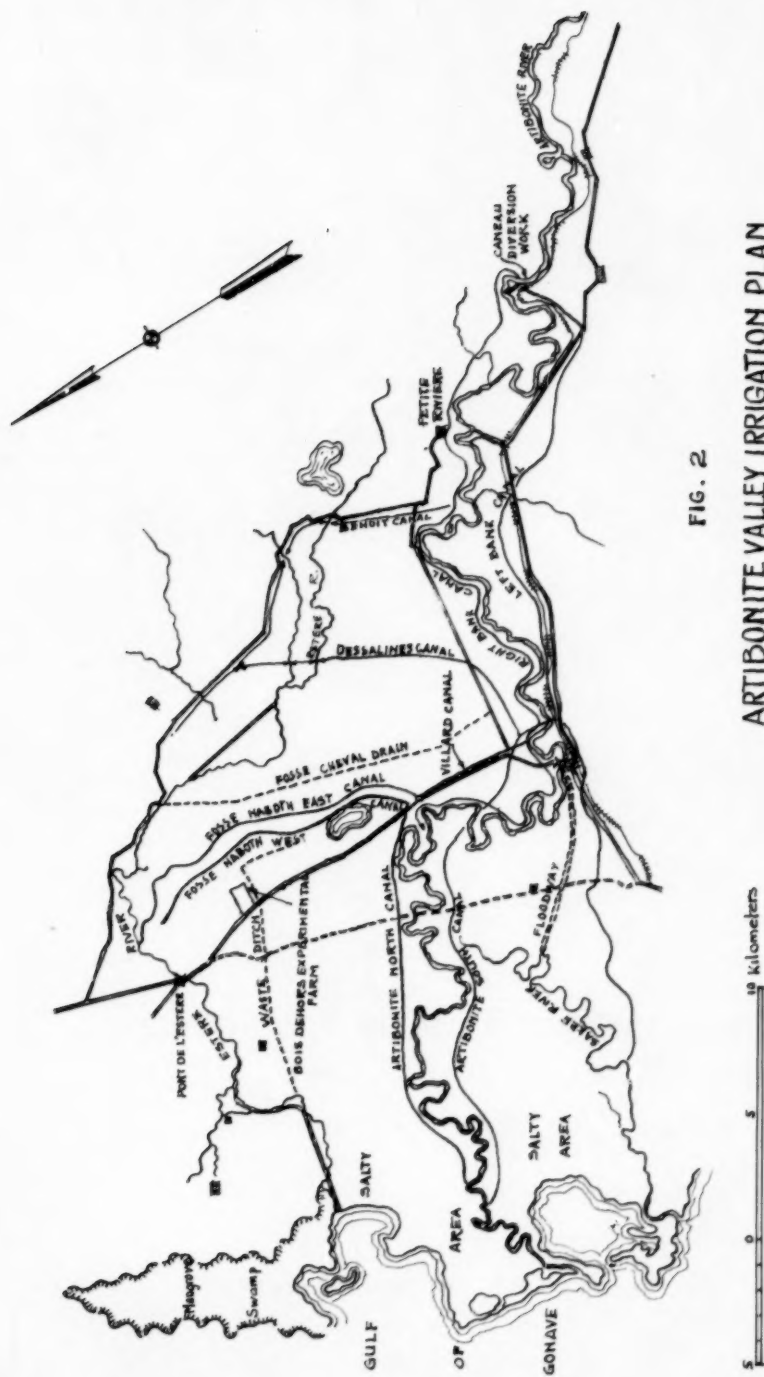 ARTIBONITE RIVER
CANEAU
DIVERSION
WORK
PETITE
RIVIERE
BENOIT CANAL
ESTERE R.
DESSALINES CANAL
RIGHT BANK CANAL
LEFT BANK CANAL
VILLARD CANAL
FOSSE CHEVAL DRAIN
FOSSE NABOTH EAST CANAL
FOSSE NABOTH WEST CANAL
ESTERE RIVER
PONT DE L'ESTERE
WASTE DITCH
BOIS DEHORS EXPERIMENTAL
FARM
ARTIBONITE NORTH CANAL
ARTIBONITE SOUTH CANAL
FLOODWAY
RIVER
Mangrove
Swamp
SALTY
AREA
SALTY
AREA
GULF
OF
GONAVE
5 0 5 10 Kilometers
FIG. 2
ARTIBONITE VALLEY IRRIGATION PLAN